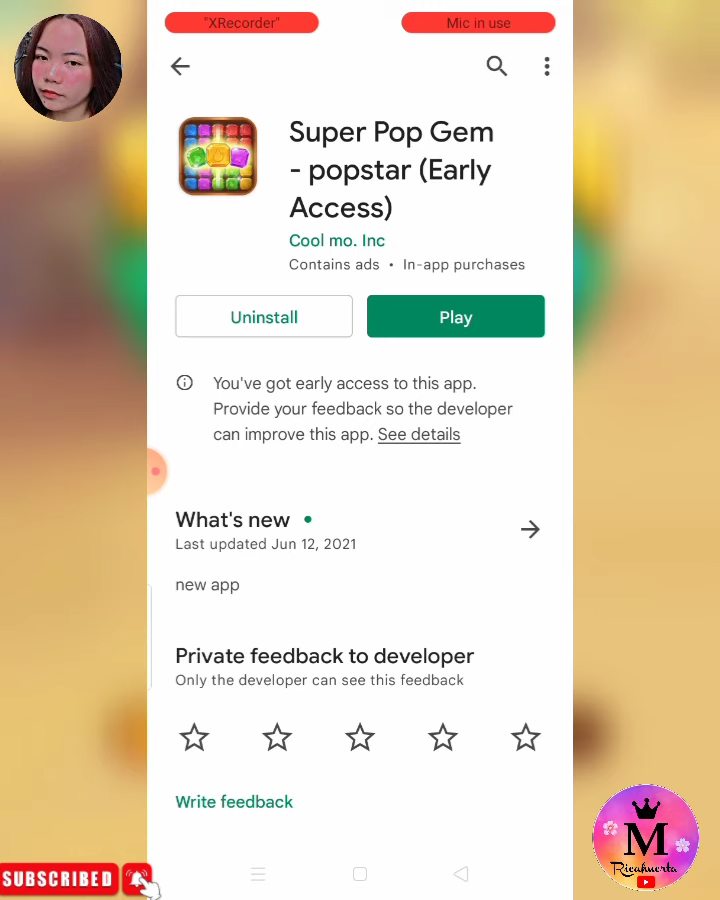 "XRecorder"
Mic in use
Super Pop Gem
- popstar (Early
Access)
Cool mo. Inc
Contains ads • In-app purchases
Uninstall
Play
You've got early access to this app.
Provide your feedback so the developer
can improve this app. See details
What's new
Last updated Jun 12, 2021
new app
Private feedback to developer
Only the developer can see this feedback
Write feedback
M
Ricahuerta
SUBSCRIBED